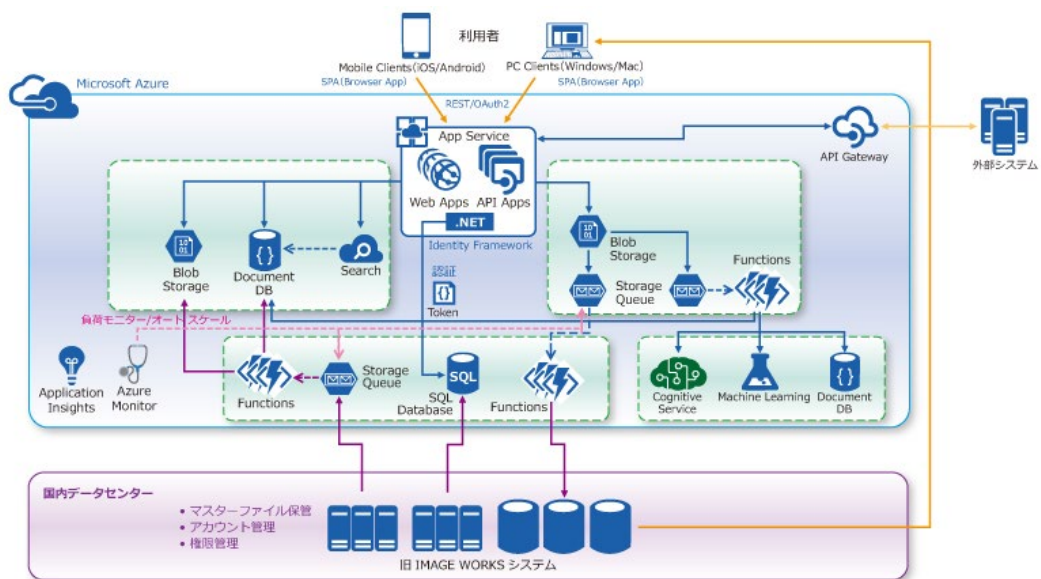 利用者
Mobile Clients(iOS/Android)
SPA(Browser App)
PC Clients(Windows/Mac)
SPA(Browser App)
Microsoft Azure
REST/OAuth2
App Service
Web Apps
API Apps
.NET
Identity Framework
API Gateway
外部システム
10
01
Blob
Storage
{ }
Document
DB
Search
認証
{ }
Token
10
01
Blob
Storage
Storage
Queue
Functions
負荷モニター/オートスケール
Application
Insights
Azure
Monitor
Functions
Storage
Queue
SQL
SQL
Database
Functions
Cognitive
Service
Machine Learning
{ }
Document
DB
国内データセンター
• マスターファイル保管
• アカウント管理
• 権限管理
旧 IMAGE WORKS システム